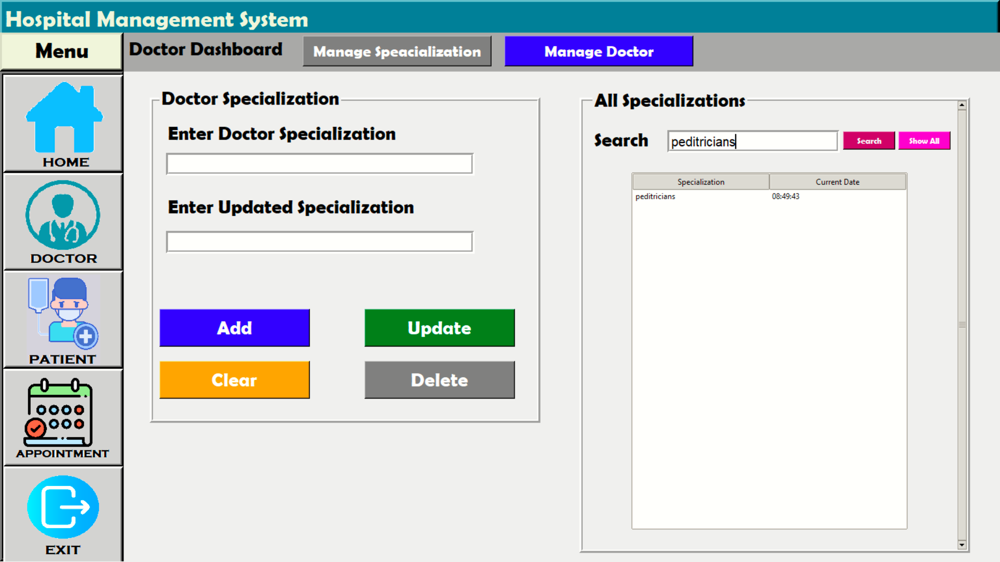 Hospital Management System
Menu
Doctor Dashboard
Manage Speacialization
Manage Doctor
HOME
DOCTOR
PATIENT
APPOINTMENT
EXIT
Doctor Specialization
Enter Doctor Specialization
Enter Updated Specialization
Add
Update
Clear
Delete
All Specializations
Search
peditricians
Search
Show All
Specialization
Current Date
peditricians
08:49:43